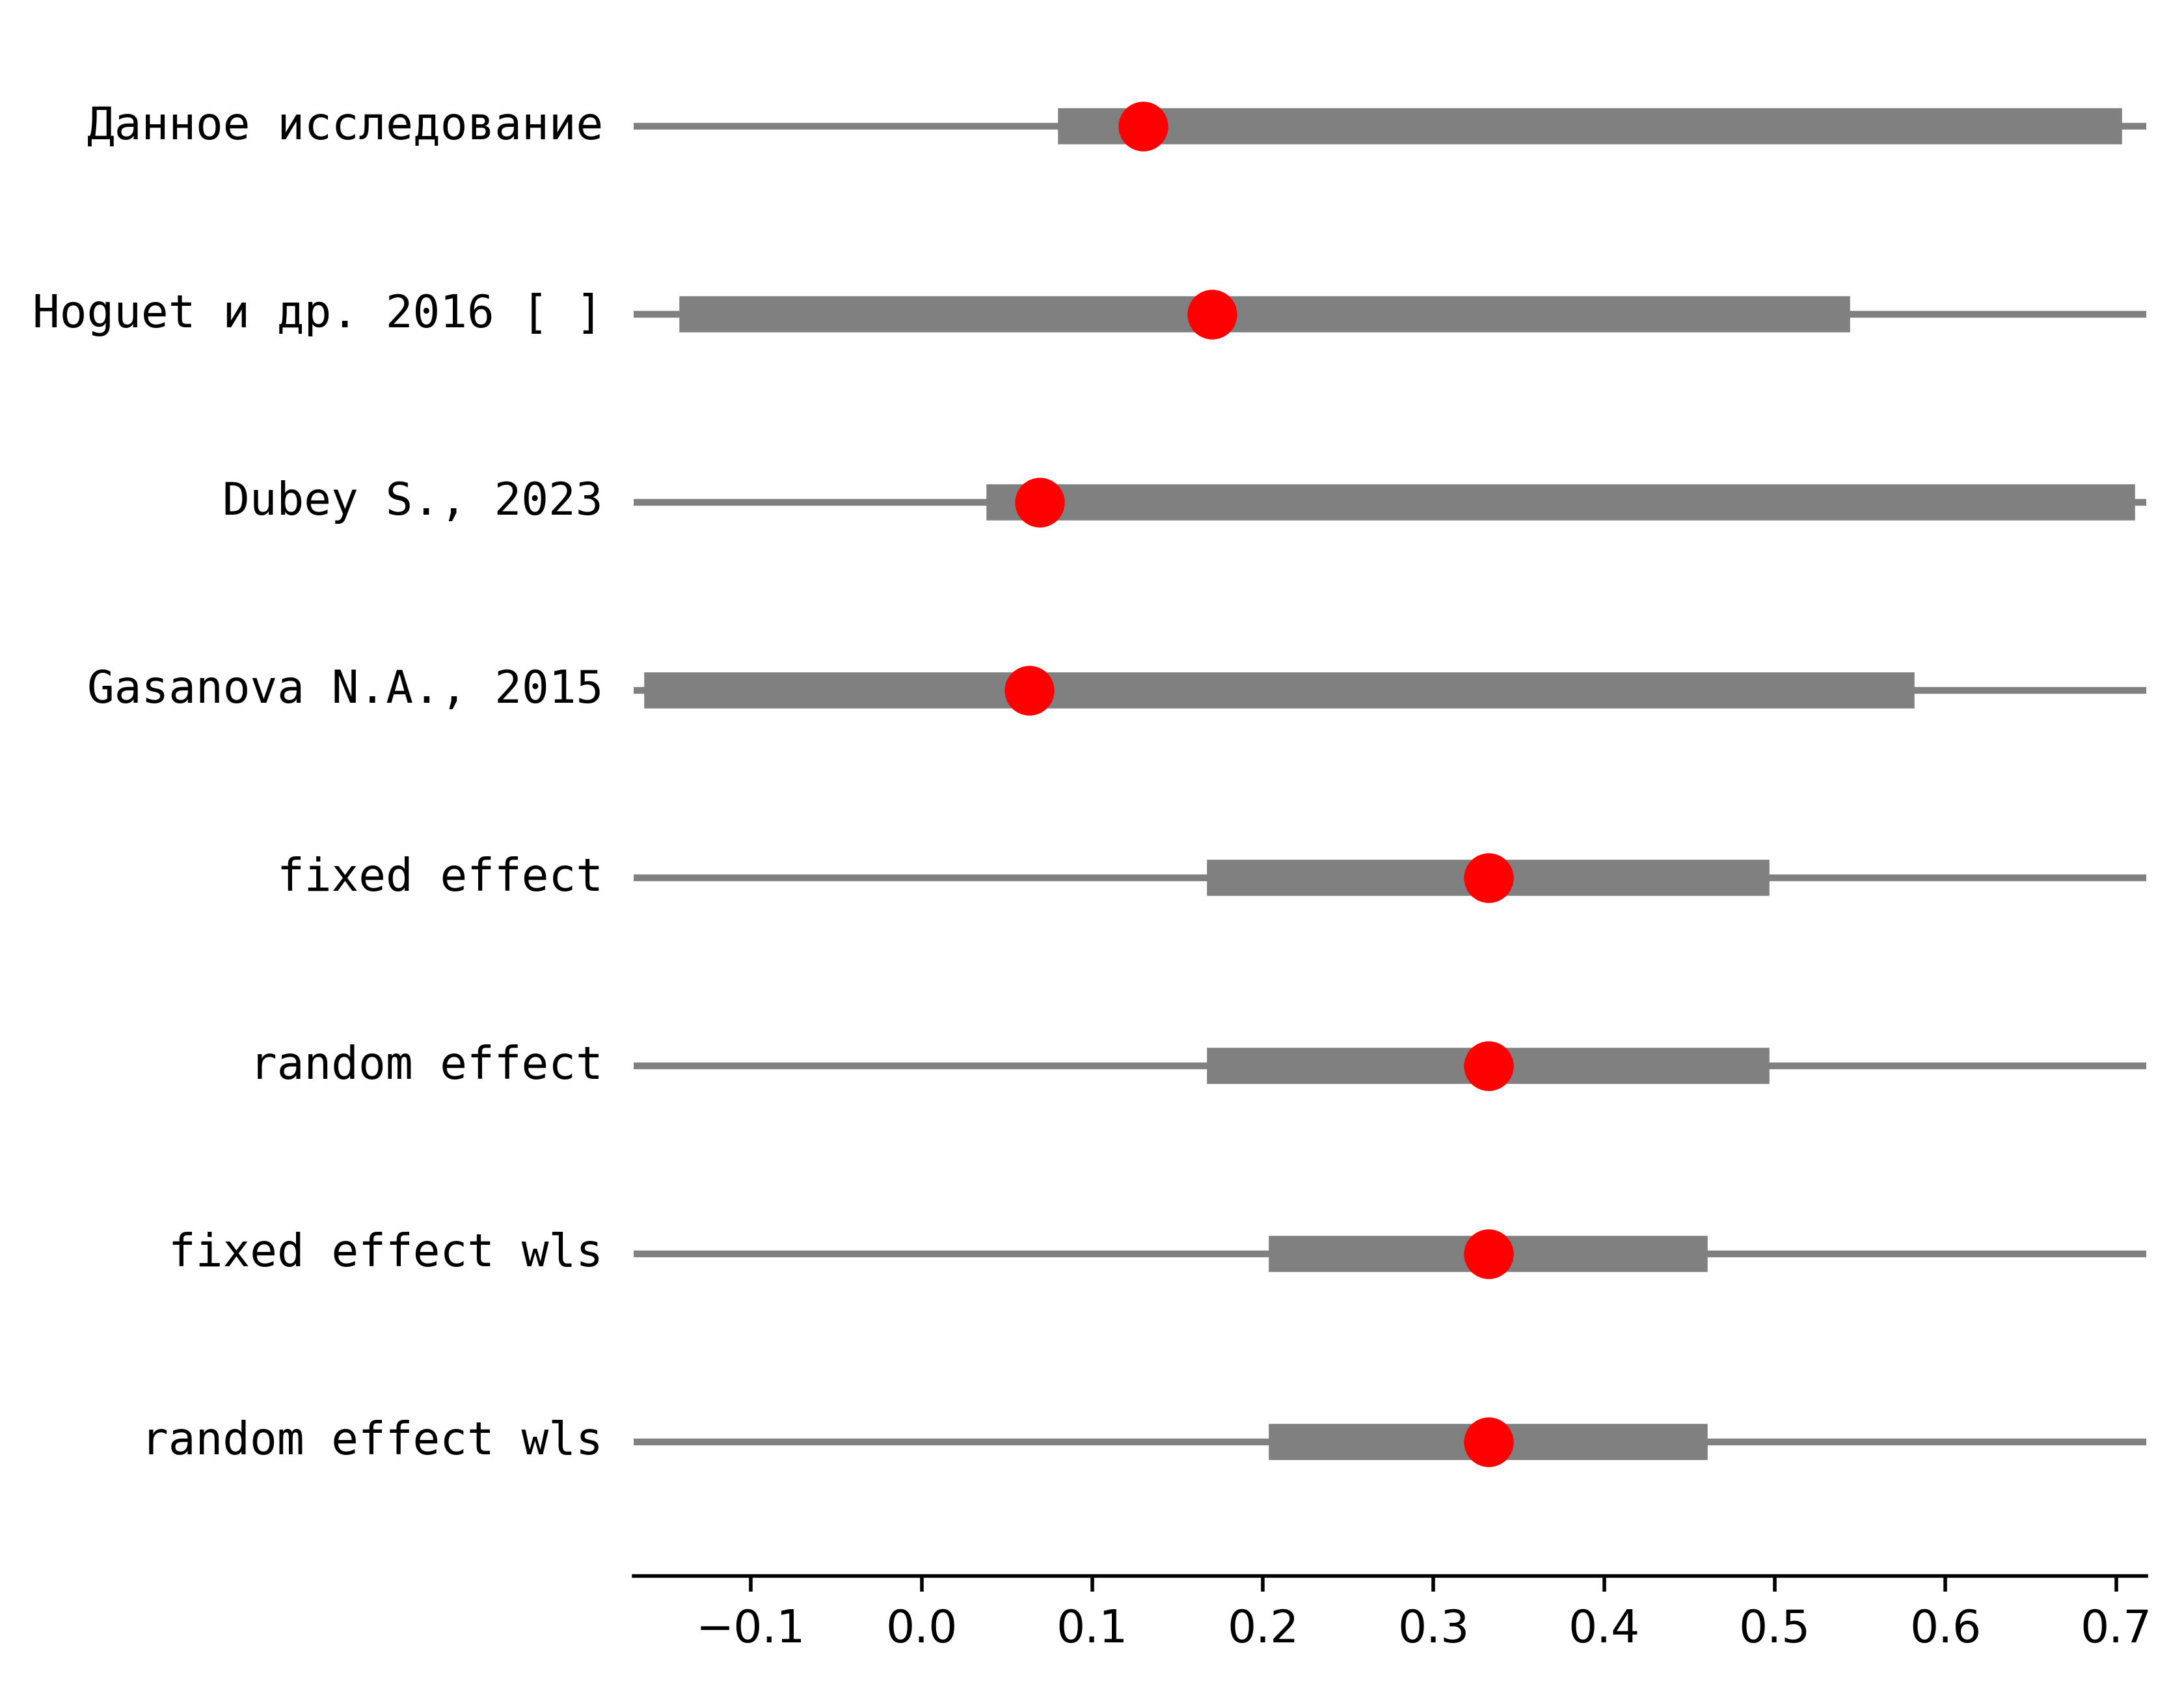 Данное исследование
Hoguet и др. 2016 [ ]
Dubey S., 2023
Gasanova N.A., 2015
fixed effect
random effect
fixed effect wls
random effect wls
−0.1 0.0 0.1 0.2 0.3 0.4 0.5 0.6 0.7